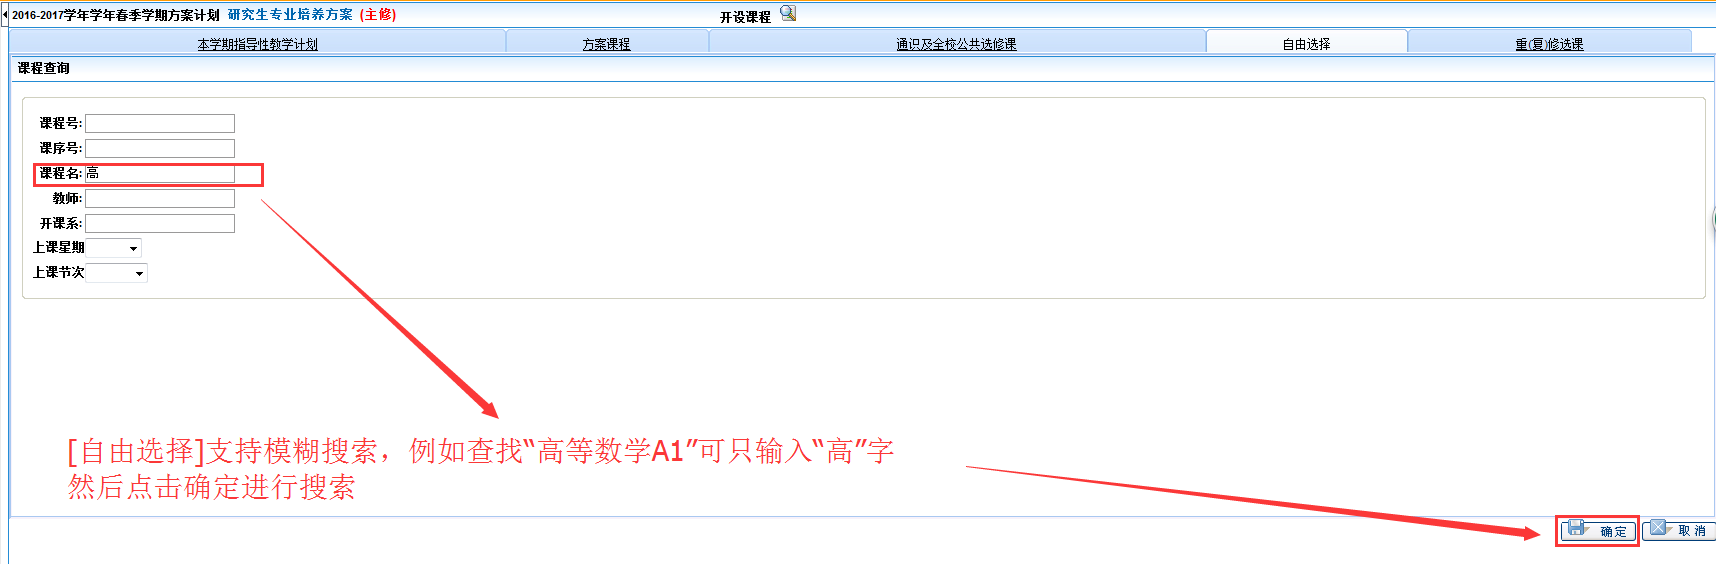 2016-2017学年学年春季学期方案计划 研究生专业培养方案 (主修) 开设课程
本学期指导性教学计划 方案课程 通识及全校公共选修课 自由选择 重(复)修选课
课程查询
课程号:
课序号:
课程名: 高
教师:
开课系:
上课星期
上课节次
[自由选择]支持模糊搜索，例如查找“高等数学A1”可只输入“高”字
然后点击确定进行搜索
确定 取消